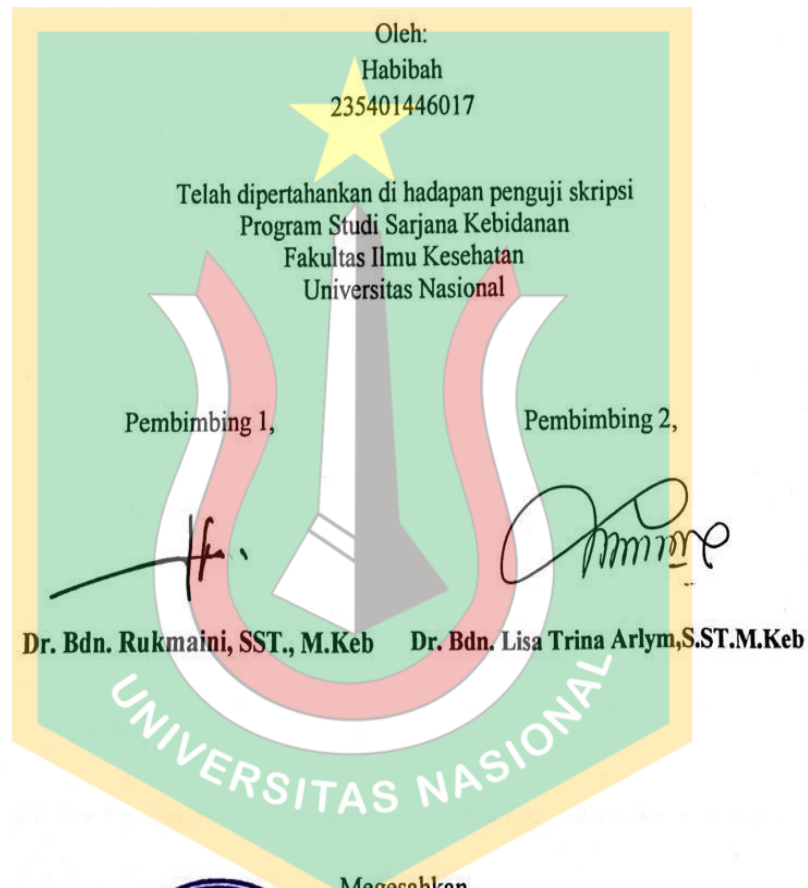 Oleh:
Habibah
235401446017
Telah dipertahankan di hadapan penguji skripsi
Program Studi Sarjana Kebidanan
Fakultas Ilmu Kesehatan
Universitas Nasional
Pembimbing 1,
Pembimbing 2,
Dr. Bdn. Rukmaini, SST., M.Keb
Dr. Bdn. Lisa Trina Arlym,S.ST.M.Keb
UNIVERSITAS NASIONAL
Megesahkan